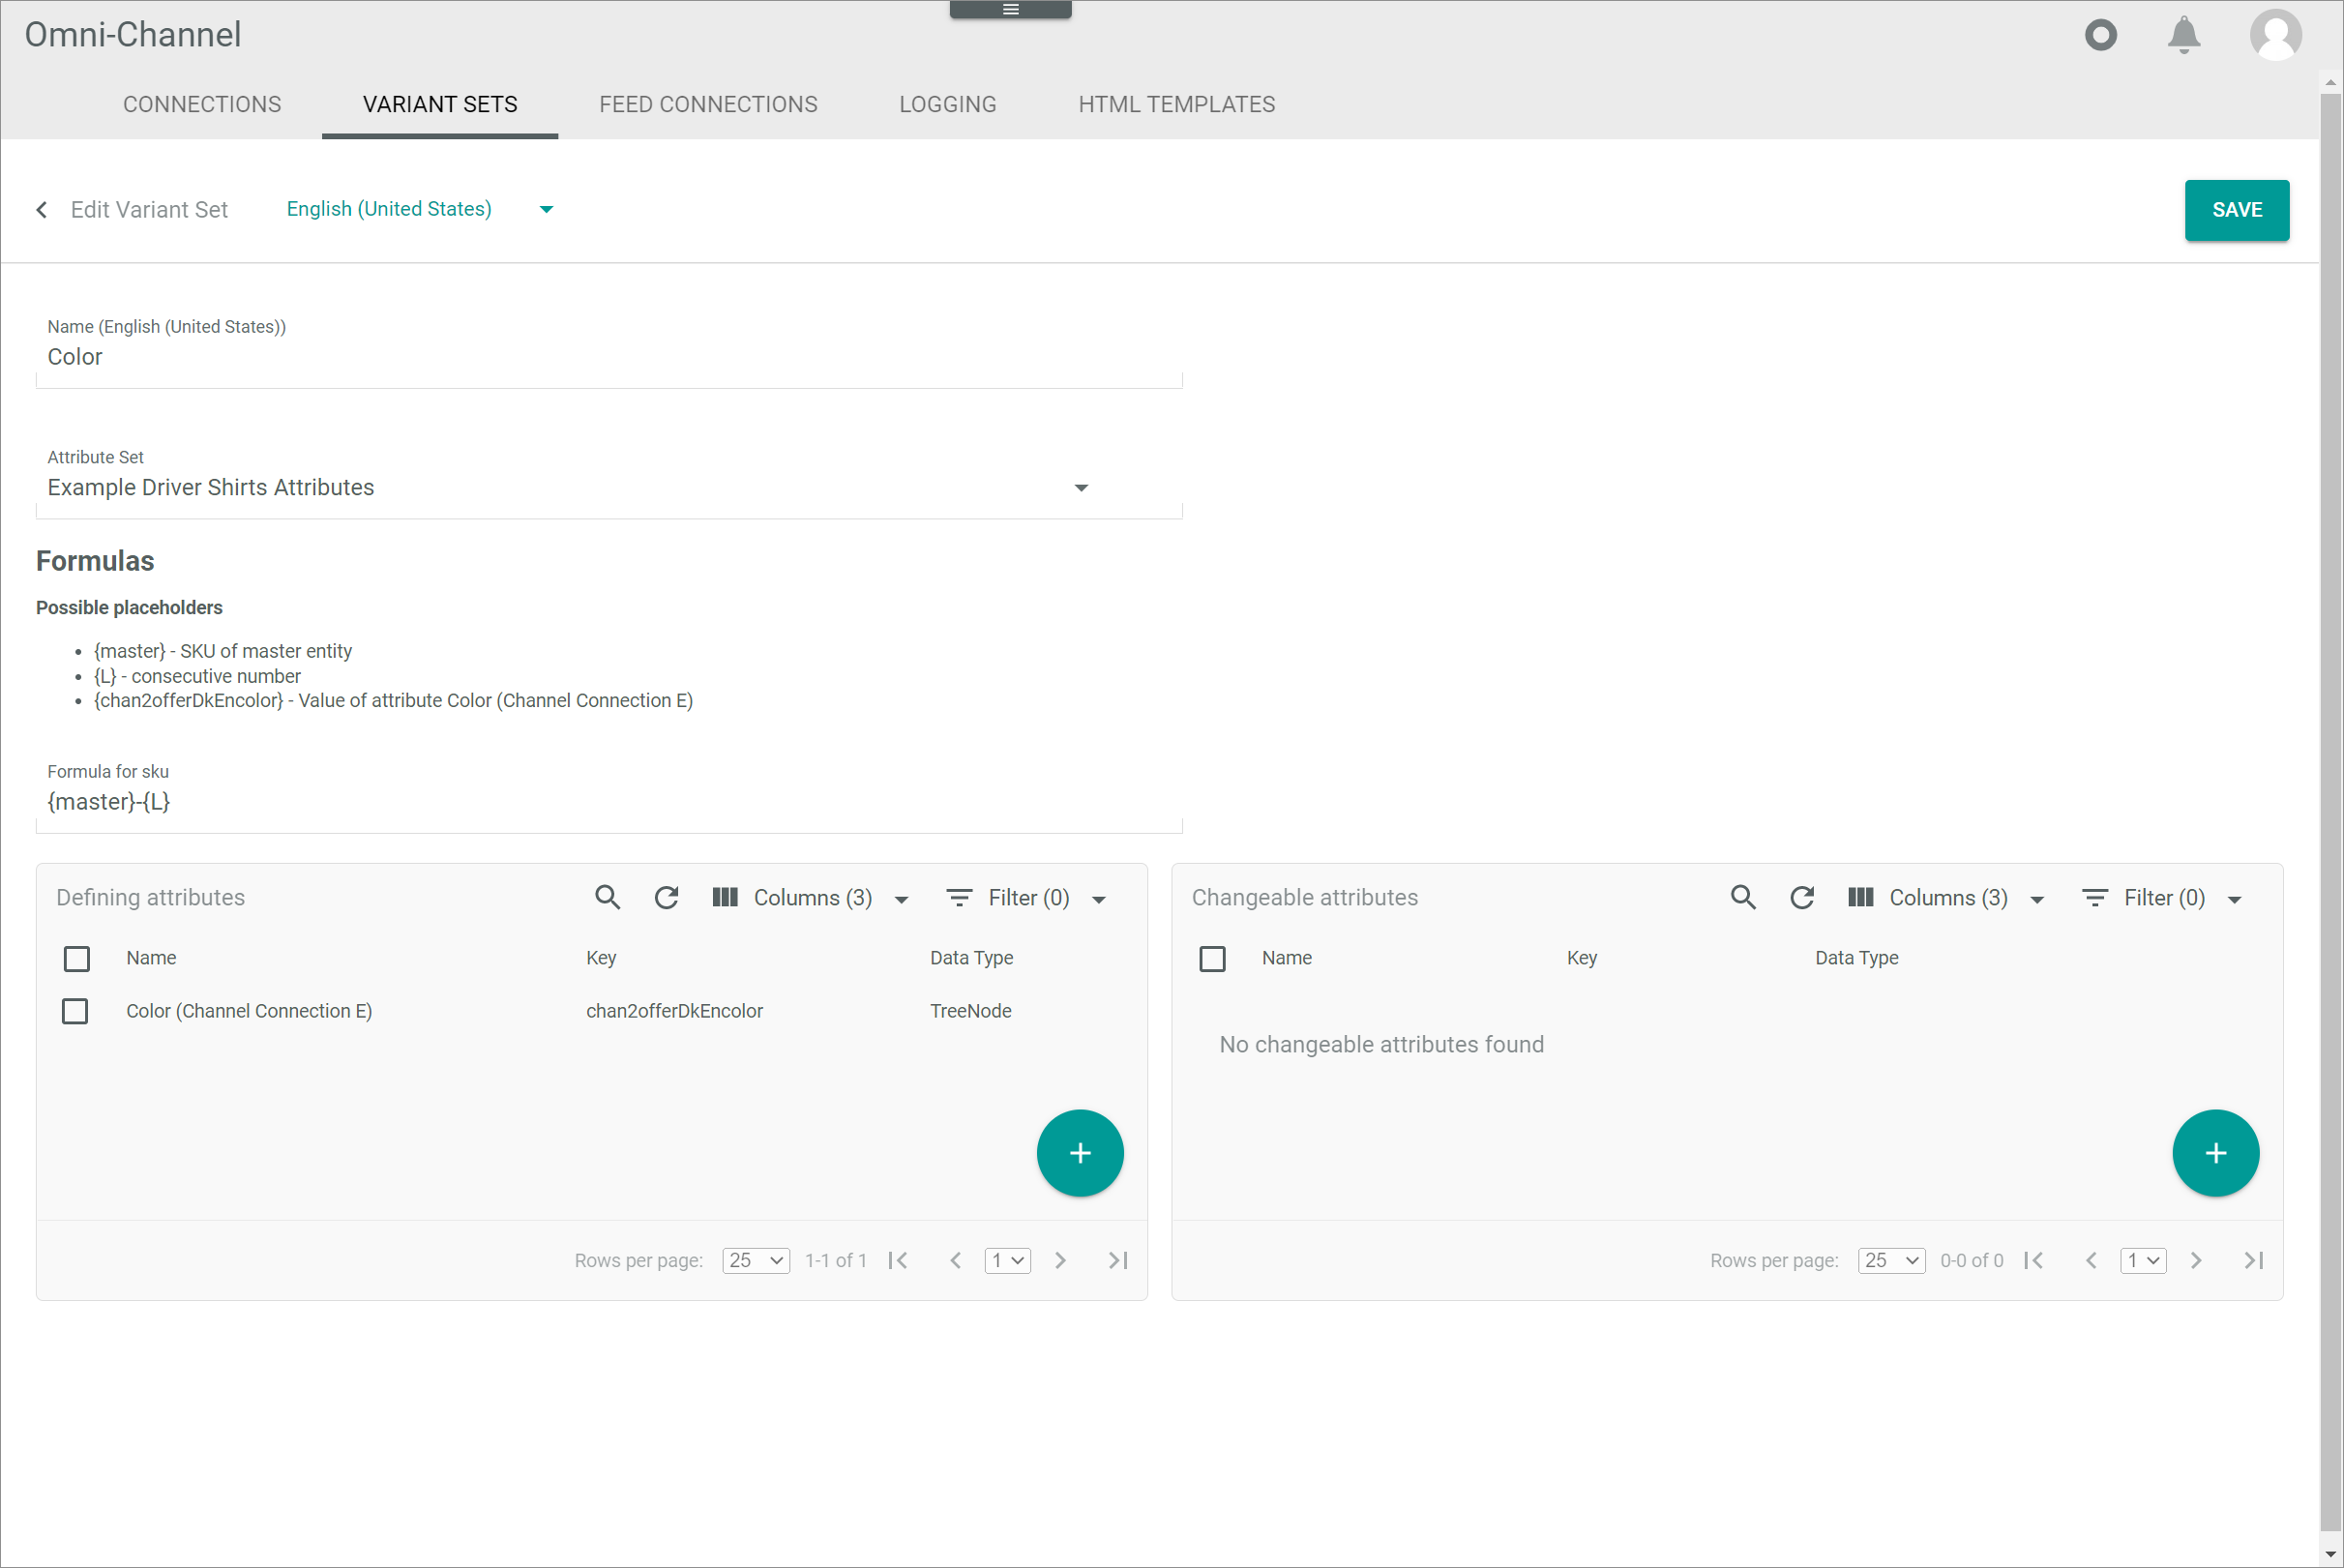 Omni-Channel
CONNECTIONS VARIANT SETS FEED CONNECTIONS LOGGING HTML TEMPLATES
Edit Variant Set English (United States) SAVE
Name (English (United States))
Color
Attribute Set
Example Driver Shirts Attributes
Formulas
Possible placeholders
• {master} - SKU of master entity
• {L} - consecutive number
• {chan2offerDkEncolor} - Value of attribute Color (Channel Connection E)
Formula for sku
{master}-{L}
Defining attributes Columns (3) Filter (0)
Name Key Data Type
Color (Channel Connection E) chan2offerDkEncolor TreeNode
Rows per page: 25 1-1 of 1 1
Changeable attributes Columns (3) Filter (0)
Name Key Data Type
No changeable attributes found
Rows per page: 25 0-0 of 0 1